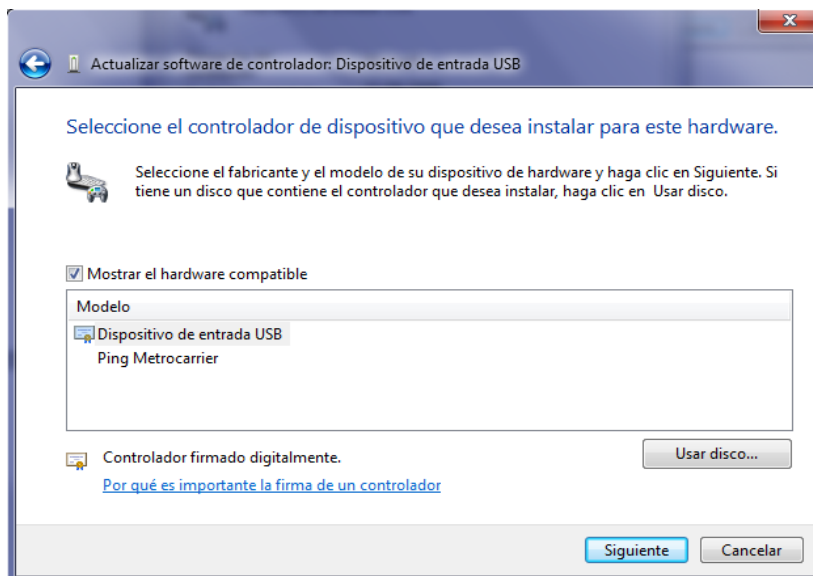 Actualizar software de controlador: Dispositivo de entrada USB
Seleccione el controlador de dispositivo que desea instalar para este hardware.
Seleccione el fabricante y el modelo de su dispositivo de hardware y haga clic en Siguiente. Si
tiene un disco que contiene el controlador que desea instalar, haga clic en  Usar disco.
Mostrar el hardware compatible
Modelo
Dispositivo de entrada USB
Ping Metrocarrier
Controlador firmado digitalmente.
Usar disco...
Por qué es importante la firma de un controlador
Siguiente
Cancelar